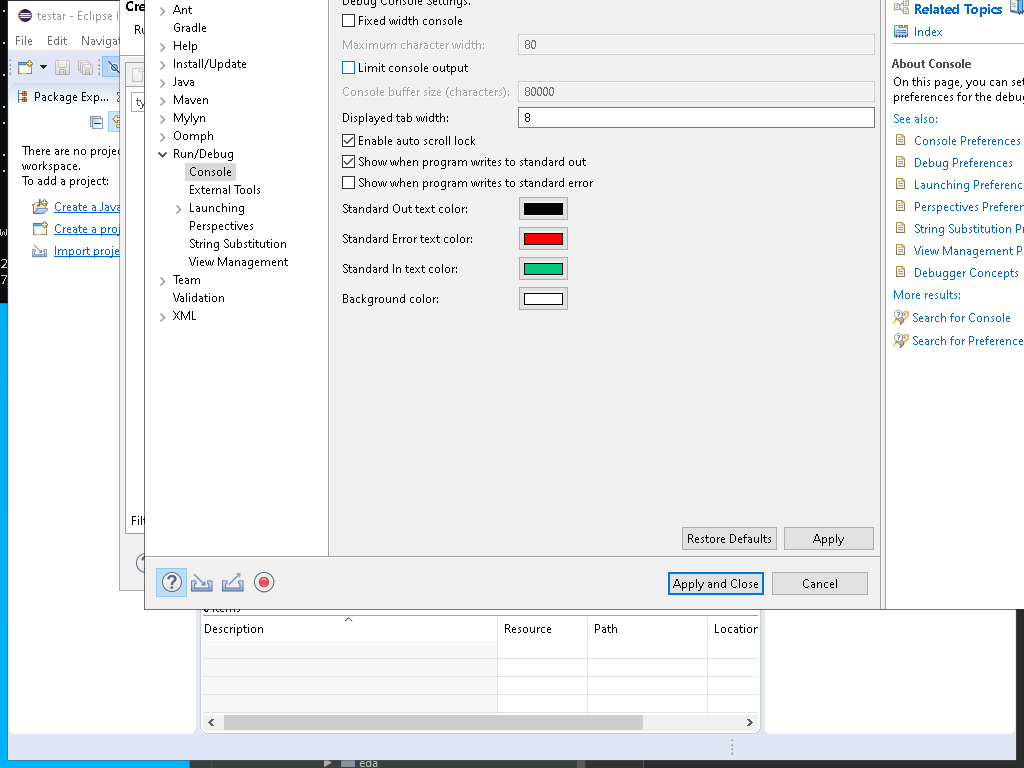 testar - Eclipse I
Cre
File Edit Navigat
Ru
Package Exp...
ty
There are no proje
workspace.
To add a project:
Create a Java
Create a proj
Import proje
Filt
Ant
Gradle
Help
Install/Update
Java
Maven
Mylyn
Oomph
Run/Debug
Console
External Tools
Launching
Perspectives
String Substitution
View Management
Team
Validation
XML
Debug Console Settings.
Fixed width console
Maximum character width: 80
Limit console output
Console buffer size (characters): 80000
Displayed tab width: 8
Enable auto scroll lock
Show when program writes to standard out
Show when program writes to standard error
Standard Out text color:
Standard Error text color:
Standard In text color:
Background color:
Restore Defaults Apply
Apply and Close Cancel
Related Topics
Index
About Console
On this page, you can set
preferences for the debug
See also:
Console Preferences
Debug Preferences
Launching Preferenc
Perspectives Preferen
String Substitution Pr
View Management P
Debugger Concepts
More results:
Search for Console
Search for Preference
Description Resource Path Location
eda